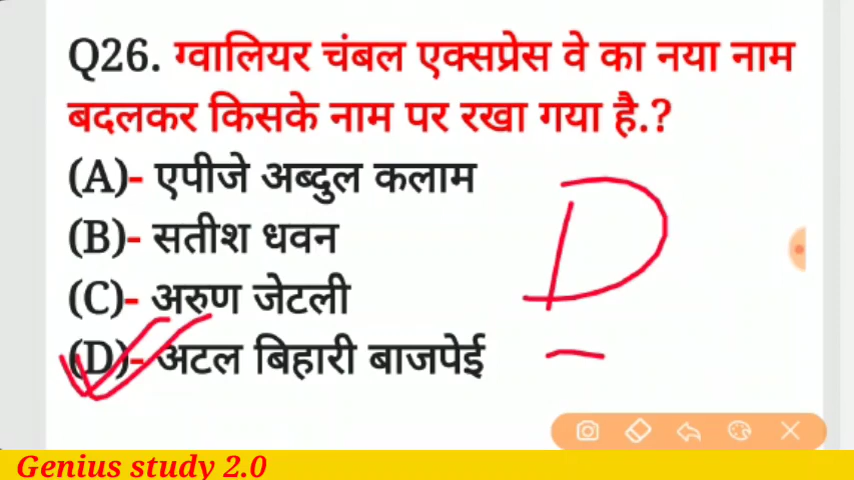 Q26. ग्वालियर चंबल एक्सप्रेस वे का नया नाम
बदलकर किसके नाम पर रखा गया है.?
(A)- एपीजे अब्दुल कलाम
(B)- सतीश धवन
(C)- अरुण जेटली
(D)- अटल बिहारी बाजपेई
D
Genius study 2.0